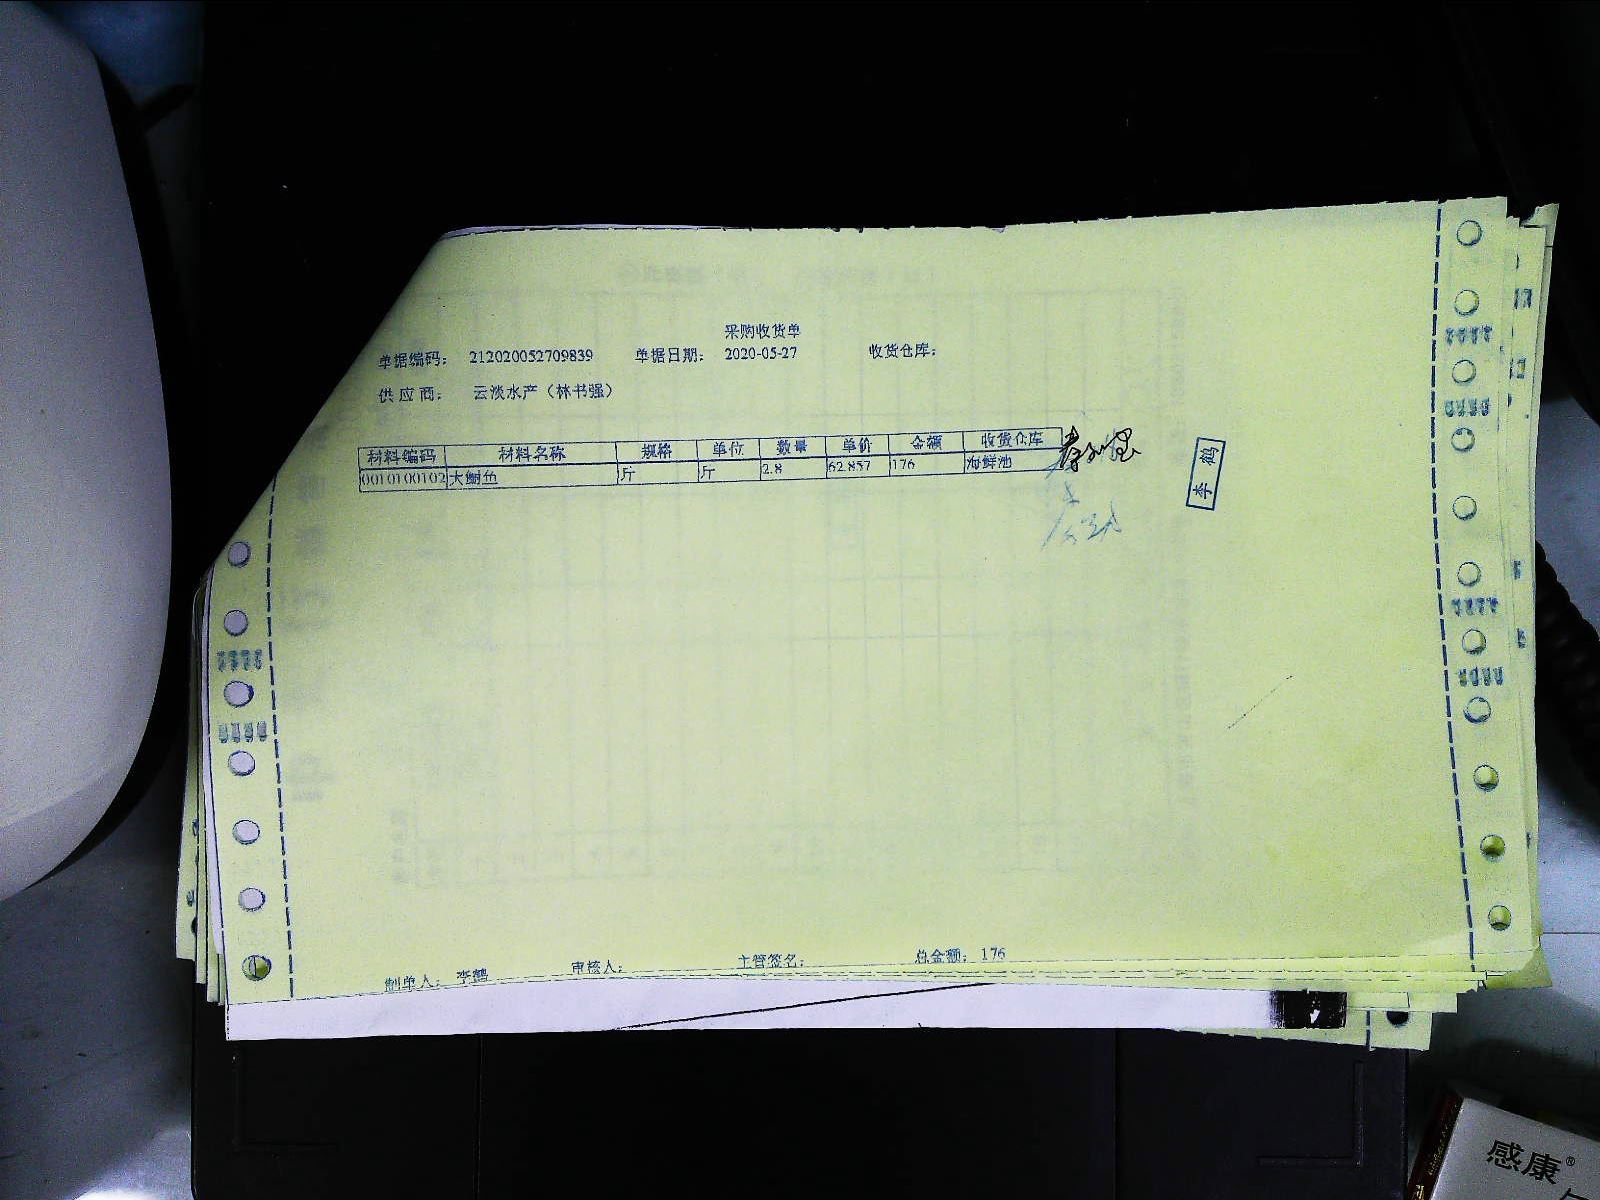 采购收货单
单据编码： 212020052709839 单据日期： 2020-05-27 收货仓库：
供应商： 云淡水产（林书强）
材料编码 材料名称 规格 单位 数量 单价 金额 收货仓库
0010100102 大鲷鱼 斤 斤 2.8 62.857 176 海鲜池
李鹤
制单人： 李鹤 审核人： 主管签名： 总金额： 176
感康®